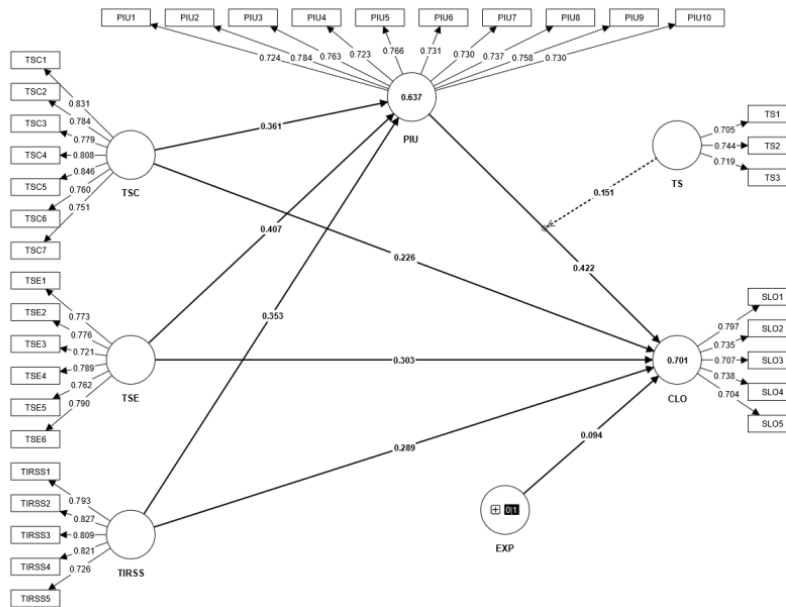 PIU1 PIU2 PIU3 PIU4 PIU5 PIU6 PIU7 PIU8 PIU9 PIU10
0.724 0.784 0.763 0.723 0.766 0.731 0.730 0.737 0.758 0.730
0.637
PIU
TSC1
TSC2
TSC3
TSC4
TSC5
TSC6
TSC7
0.831
0.784
0.779
0.808
0.846
0.760
0.751
TSC
0.361
0.407
0.353
0.226
TS1
TS2
TS3
0.705
0.744
0.719
TS
0.151
0.422
TSE1
TSE2
TSE3
TSE4
TSE5
TSE6
0.773
0.776
0.721
0.789
0.762
0.790
TSE
0.303
SLO1
SLO2
SLO3
SLO4
SLO5
0.797
0.735
0.707
0.738
0.704
0.701
CLO
0.289
0.094
TIRSS1
TIRSS2
TIRSS3
TIRSS4
TIRSS5
0.793
0.827
0.809
0.821
0.726
TIRSS
0|1
EXP